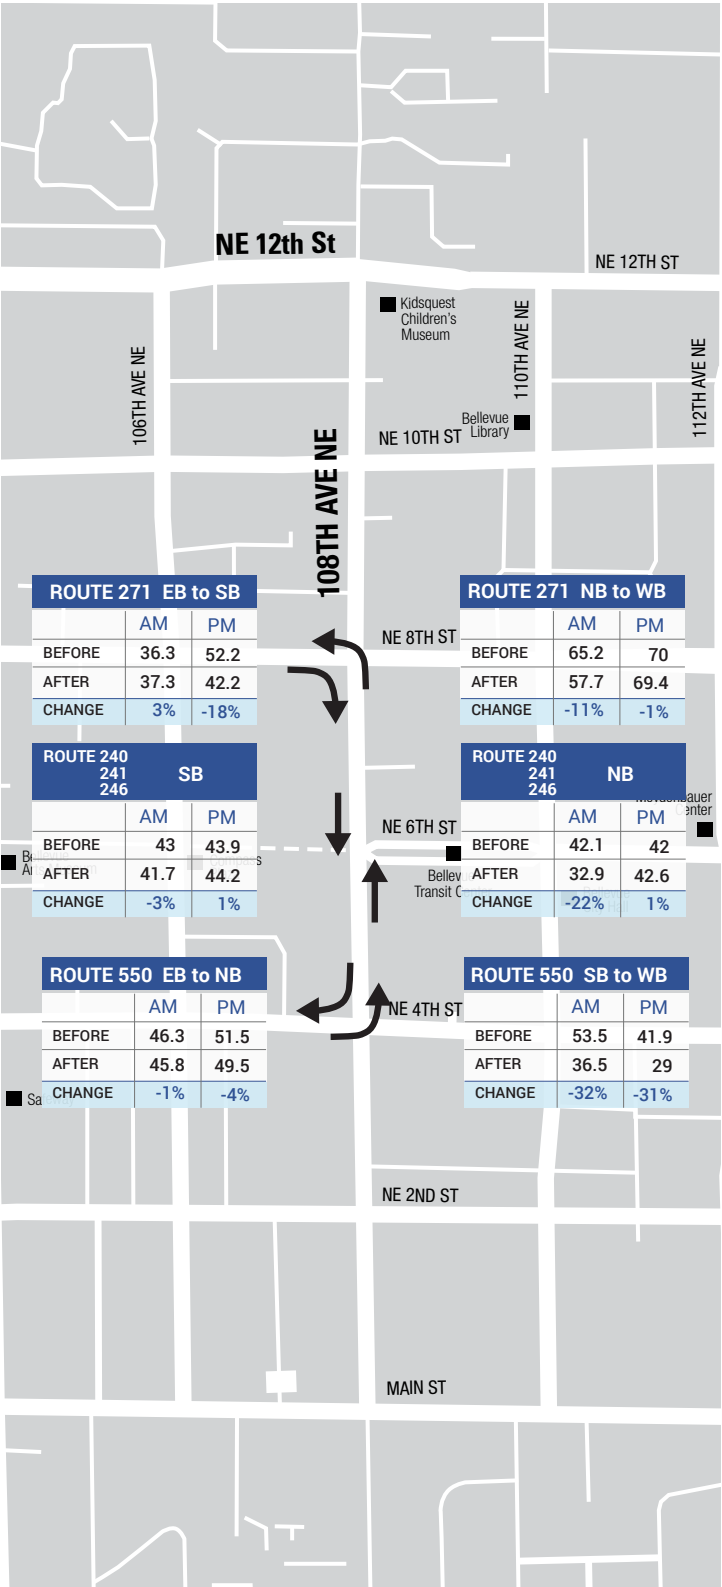 NE 12th St
NE 12TH ST
Kidsquest
Children's
Museum
110TH AVE NE
106TH AVE NE
112TH AVE NE
Bellevue
Library
NE 10TH ST
108TH AVE NE
ROUTE 271 EB to SB
AM PM
BEFORE 36.3 52.2
AFTER 37.3 42.2
CHANGE 3% -18%
ROUTE 271 NB to WB
AM PM
BEFORE 65.2 70
AFTER 57.7 69.4
CHANGE -11% -1%
NE 8TH ST
ROUTE 240
241 SB
246
AM PM
BEFORE 43 43.9
AFTER 41.7 44.2
CHANGE -3% 1%
ROUTE 240
241 NB
246
AM PM
BEFORE 42.1 42
AFTER 32.9 42.6
CHANGE -22% 1%
Center
NE 6TH ST
Compass
Bellevue
Transit Center
ROUTE 550 EB to NB
AM PM
BEFORE 46.3 51.5
AFTER 45.8 49.5
CHANGE -1% -4%
ROUTE 550 SB to WB
AM PM
BEFORE 53.5 41.9
AFTER 36.5 29
CHANGE -32% -31%
NE 4TH ST
NE 2ND ST
MAIN ST